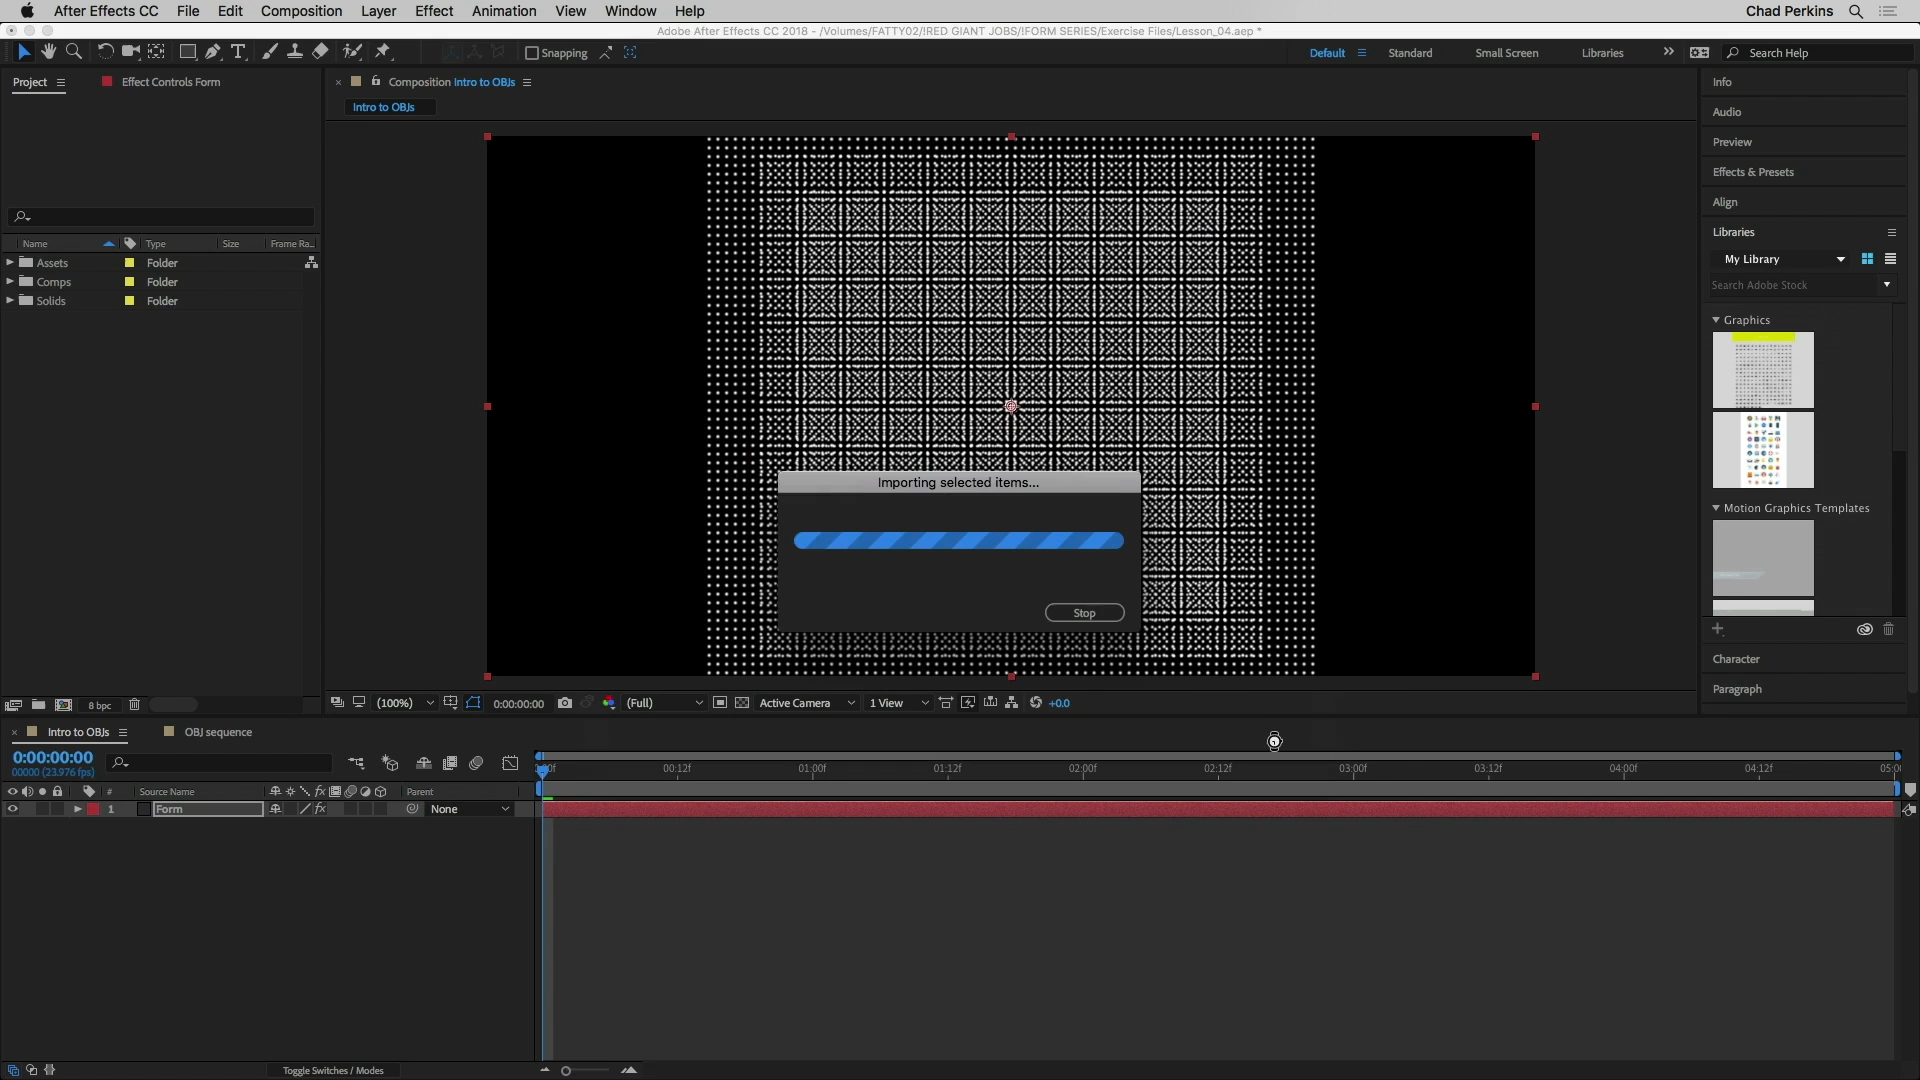 After Effects CC File Edit Composition Layer Effect Animation View Window Help Chad Perkins
Adobe After Effects CC 2018 - /Volumes/FATTY02/!RED GIANT JOBS/!FORM SERIES/Exercise Files/Lesson_04.aep *
Snapping Default Standard Small Screen Libraries Search Help
Project Effect Controls Form
Composition Intro to OBJs
Intro to OBJs
Name Type Size Frame Ra...
Assets Folder
Comps Folder
Solids Folder
Importing selected items...
Stop
Info
Audio
Preview
Effects & Presets
Align
Libraries
My Library
Search Adobe Stock
Graphics
Motion Graphics Templates
Character
Paragraph
8 bpc
(100%) 0:00:00:00 (Full) Active Camera 1 View +0.0
Intro to OBJs OBJ sequence
0:00:00:00
00000 (23.976 fps)
00:12f 01:00f 01:12f 02:00f 02:12f 03:00f 03:12f 04:00f 04:12f
# Source Name Parent
1 Form None
Toggle Switches / Modes